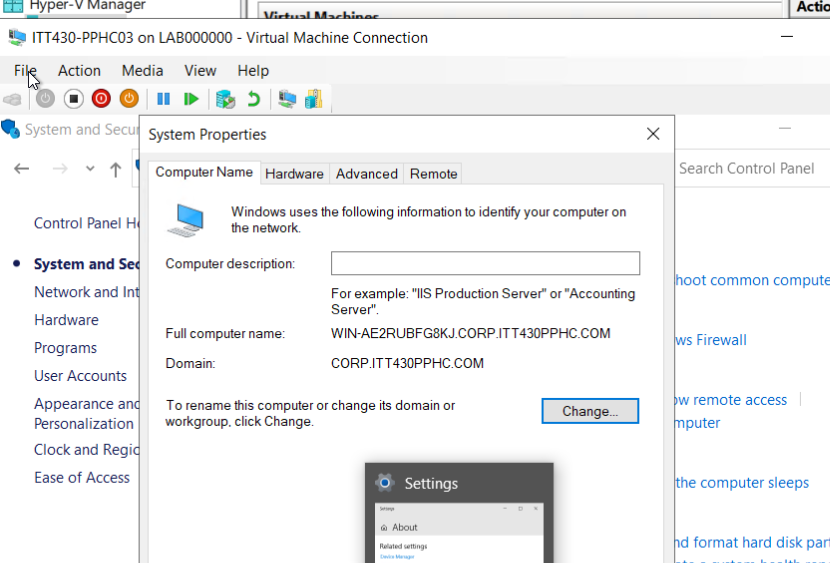 Hyper-V Manager
Virtual Machines
Actio
ITT430-PPHC03 on LAB000000 - Virtual Machine Connection
File Action Media View Help
System and Secur
System Properties
Search Control Panel
Computer Name Hardware Advanced Remote
Windows uses the following information to identify your computer on
the network.
Control Panel Ho
Computer description:
System and Sec
hoot common compute
Network and Int
For example: "IIS Production Server" or "Accounting
Server".
Hardware
Full computer name: WIN-AE2RUBFG8KJ.CORP.ITT430PPHC.COM
ws Firewall
Programs
Domain: CORP.ITT430PPHC.COM
User Accounts
ow remote access
Appearance and
Personalization
To rename this computer or change its domain or
workgroup, click Change.
Change...
mputer
Clock and Regio
Ease of Access
the computer sleeps
Settings
Settings
About
Related settings
Device Manager
nd format hard disk part